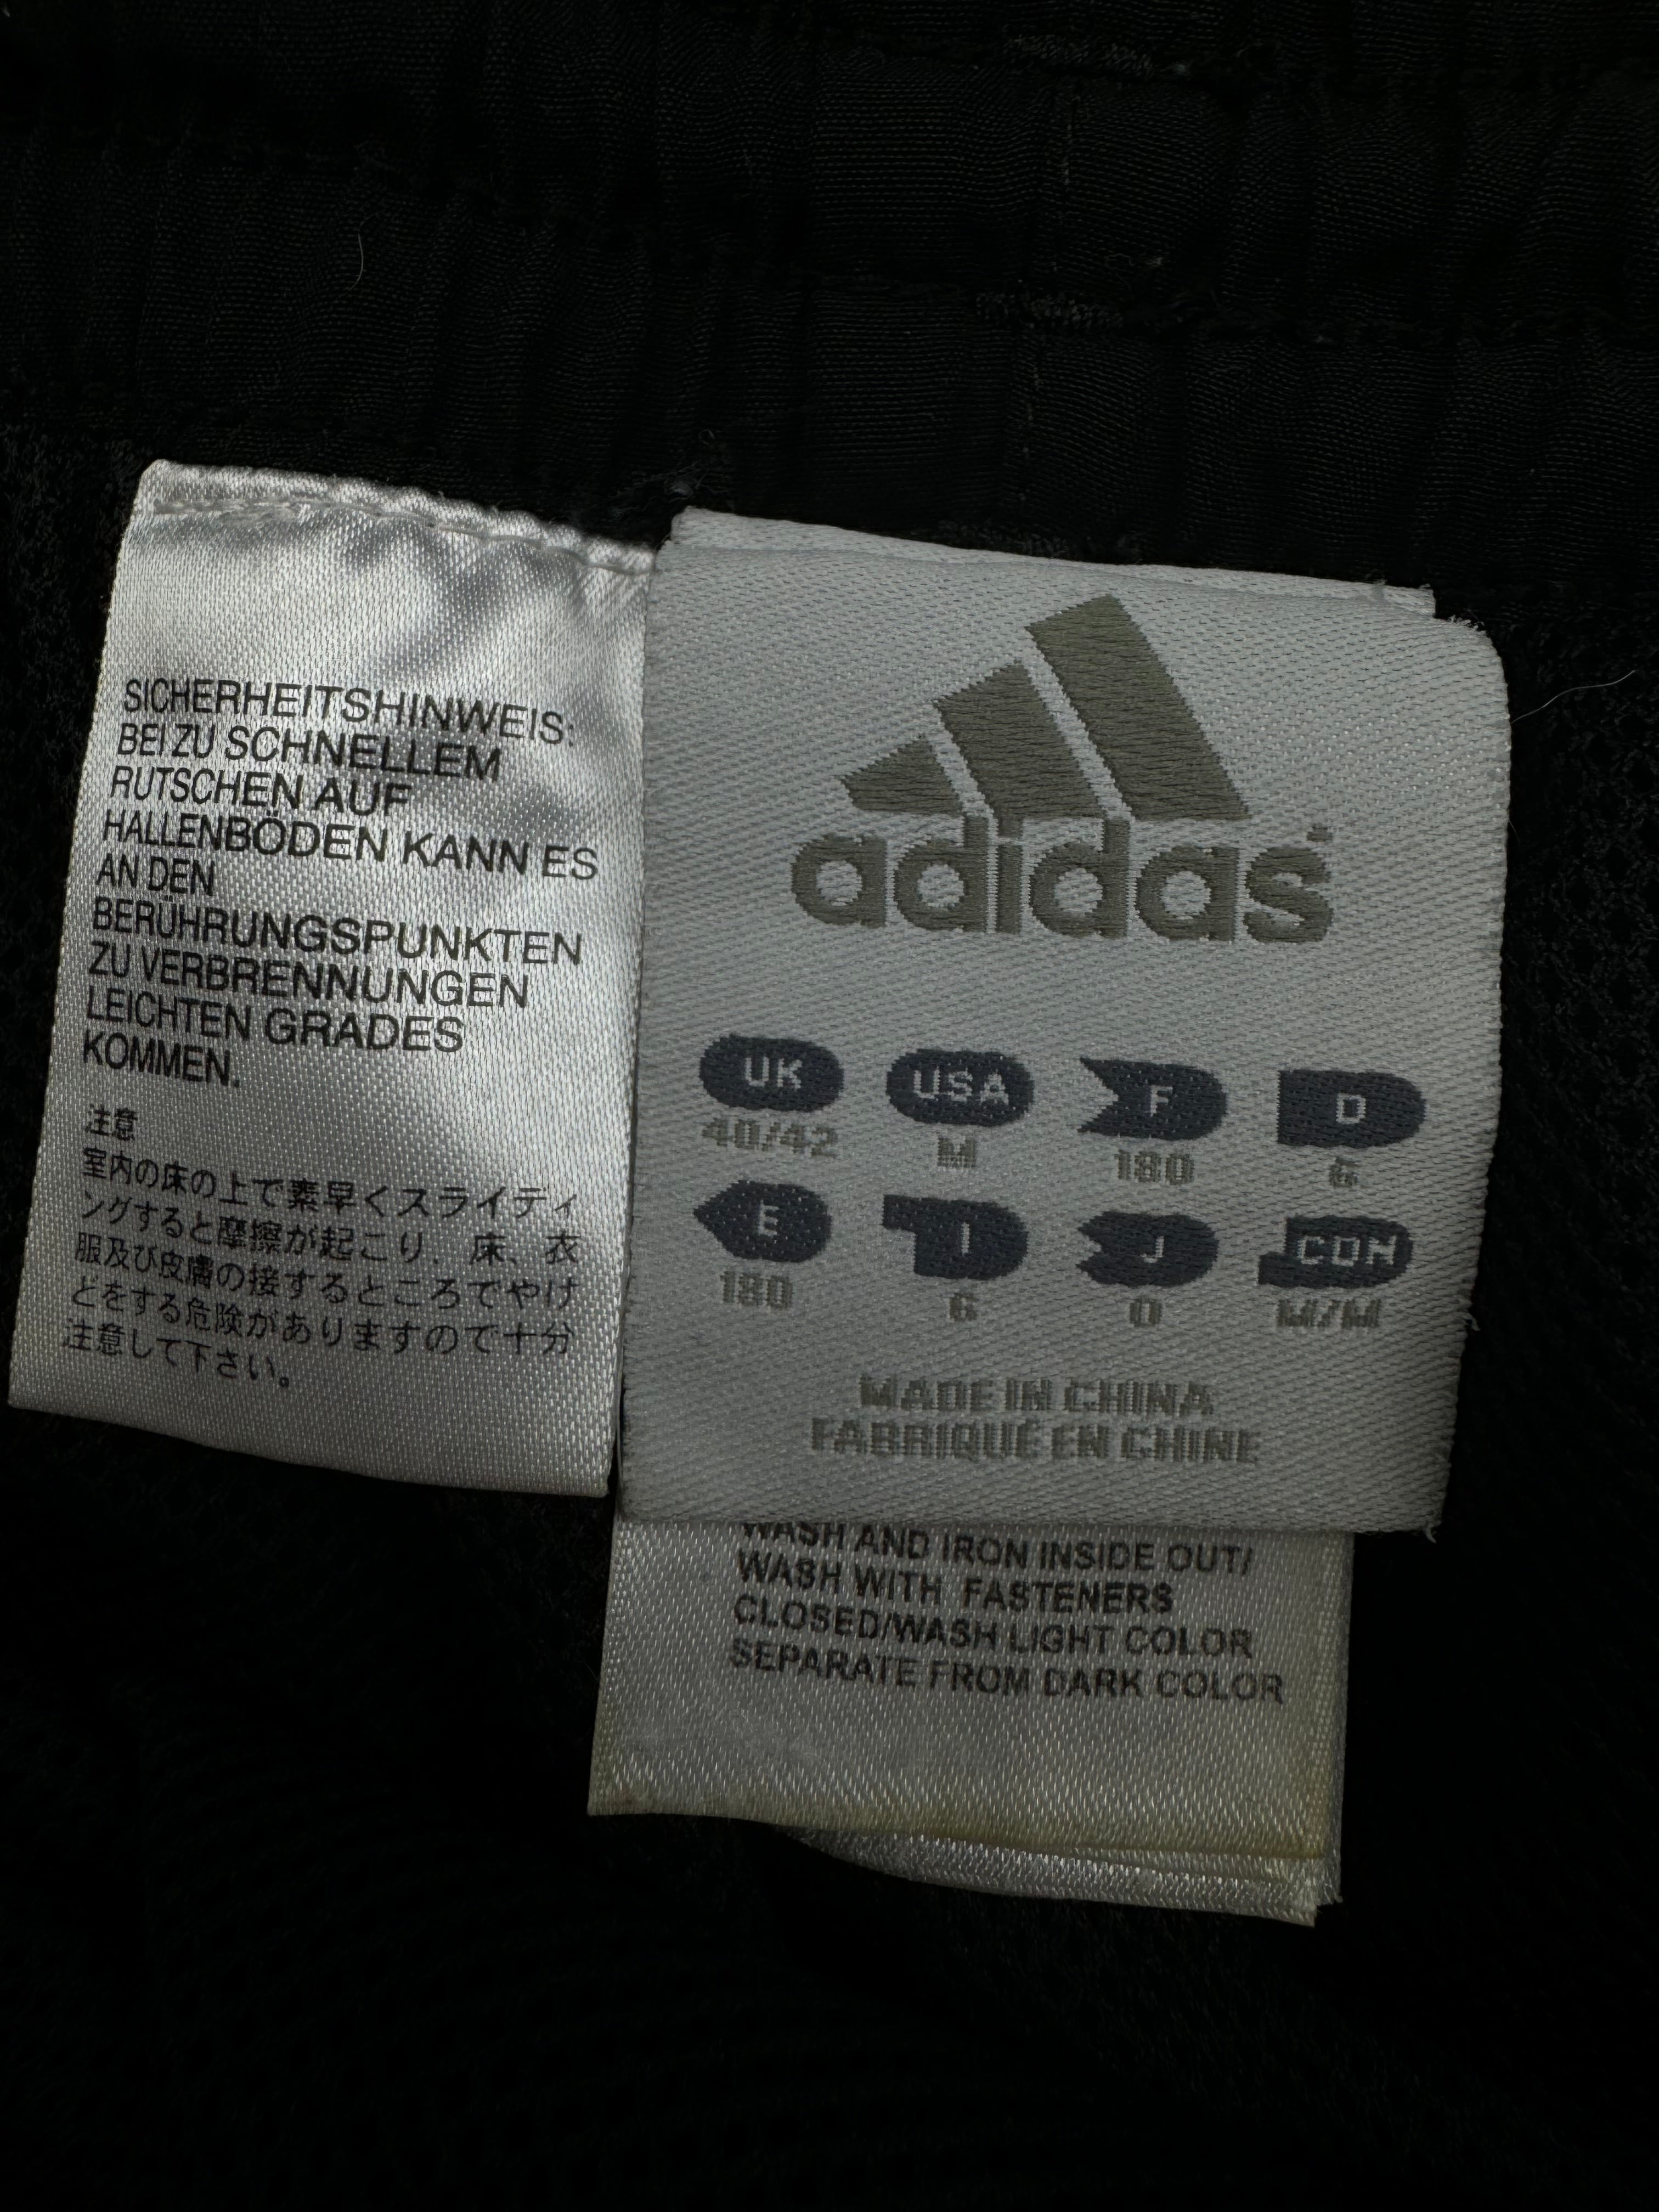 SICHERHEITSHINWEIS:
BEI ZU SCHNELLEM
RUTSCHEN AUF
HALLENBÖDEN KANN ES
AN DEN
BERÜHRUNGSPUNKTEN
ZU VERBRENNUNGEN
LEICHTEN GRADES
KOMMEN.
注意
室内の床の上で素早くスライディ
ングすると摩擦が起こり、床、衣
服及び皮膚の接するところでやけ
どをする危険がありますので十分
注意して下さい。
adidas
UK USA F D
40/42 M 180 6
E I J CDN
180 6 O M/M
MADE IN CHINA
FABRIQUÉ EN CHINE
WASH AND IRON INSIDE OUT/
WASH WITH FASTENERS
CLOSED/WASH LIGHT COLOR
SEPARATE FROM DARK COLOR